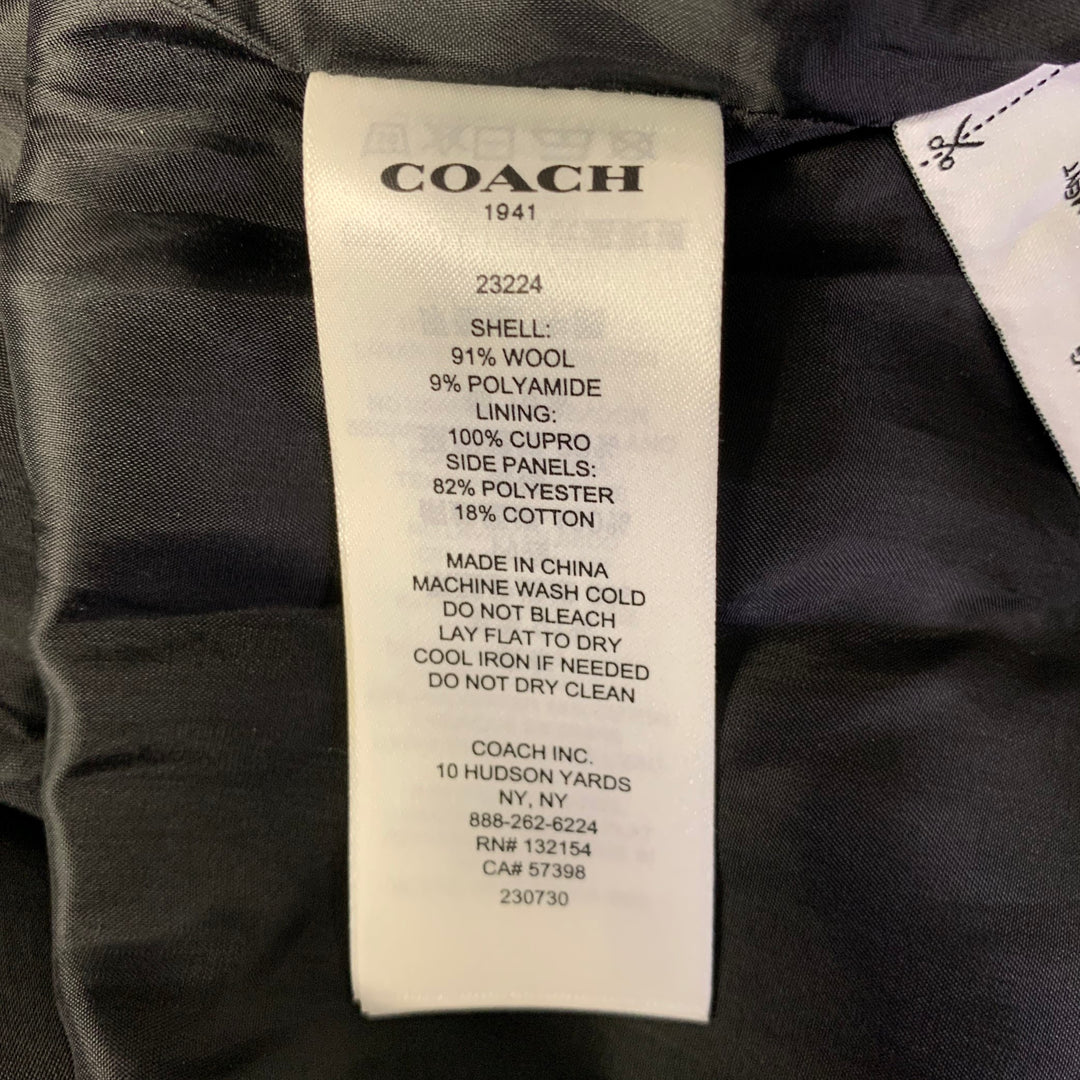 COACH
1941
23224
SHELL:
91% WOOL
9% POLYAMIDE
LINING:
100% CUPRO
SIDE PANELS:
82% POLYESTER
18% COTTON
MADE IN CHINA
MACHINE WASH COLD
DO NOT BLEACH
LAY FLAT TO DRY
COOL IRON IF NEEDED
DO NOT DRY CLEAN
COACH INC.
10 HUDSON YARDS
NY, NY
888-262-6224
RN# 132154
CA# 57398
230730